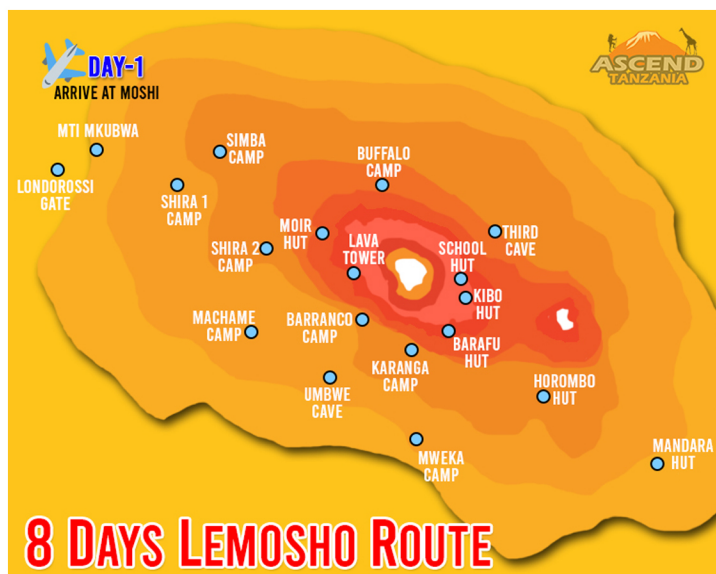 DAY-1
ARRIVE AT MOSHI
ASCEND
TANZANIA
MTI MKUBWA
LONDOROSSI
GATE
SIMBA
CAMP
SHIRA 1
CAMP
BUFFALO
CAMP
MOIR
HUT
SHIRA 2
CAMP
LAVA
TOWER
SCHOOL
HUT
THIRD
CAVE
KIBO
HUT
MACHAME
CAMP
BARRANCO
CAMP
BARAFU
HUT
KARANGA
CAMP
UMBWE
CAVE
HOROMBO
HUT
MWEKA
CAMP
MANDARA
HUT
8 DAYS LEMOSHO ROUTE